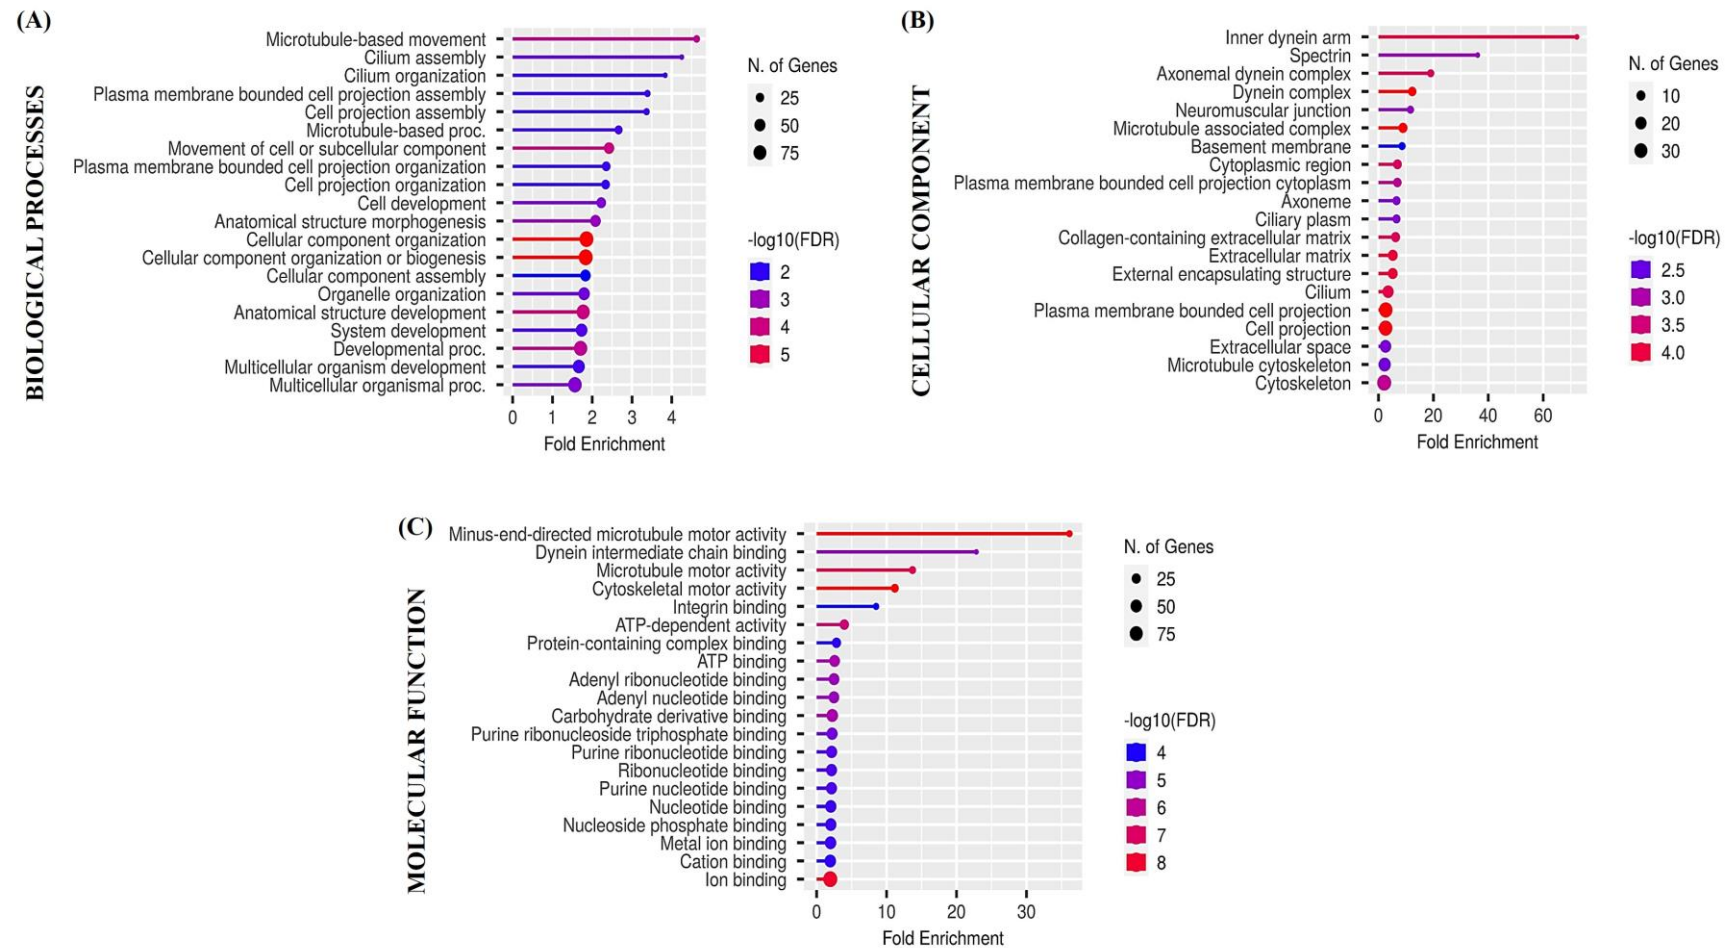 (A)
BIOLOGICAL PROCESSES
Microtubule-based movement
Cilium assembly
Cilium organization
Plasma membrane bounded cell projection assembly
Cell projection assembly
Microtubule-based proc.
Movement of cell or subcellular component
Plasma membrane bounded cell projection organization
Cell projection organization
Cell development
Anatomical structure morphogenesis
Cellular component organization
Cellular component organization or biogenesis
Cellular component assembly
Organelle organization
Anatomical structure development
System development
Developmental proc.
Multicellular organism development
Multicellular organismal proc.
0 1 2 3 4
Fold Enrichment
N. of Genes
25
50
75
-log10(FDR)
2
3
4
5
(B)
CELLULAR COMPONENT
Inner dynein arm
Spectrin
Axonemal dynein complex
Dynein complex
Neuromuscular junction
Microtubule associated complex
Basement membrane
Cytoplasmic region
Plasma membrane bounded cell projection cytoplasm
Axoneme
Ciliary plasm
Collagen-containing extracellular matrix
Extracellular matrix
External encapsulating structure
Cilium
Plasma membrane bounded cell projection
Cell projection
Extracellular space
Microtubule cytoskeleton
Cytoskeleton
0 20 40 60
Fold Enrichment
N. of Genes
10
20
30
-log10(FDR)
2.5
3.0
3.5
4.0
(C)
MOLECULAR FUNCTION
Minus-end-directed microtubule motor activity
Dynein intermediate chain binding
Microtubule motor activity
Cytoskeletal motor activity
Integrin binding
ATP-dependent activity
Protein-containing complex binding
ATP binding
Adenyl ribonucleotide binding
Adenyl nucleotide binding
Carbohydrate derivative binding
Purine ribonucleoside triphosphate binding
Purine ribonucleotide binding
Ribonucleotide binding
Purine nucleotide binding
Nucleotide binding
Nucleoside phosphate binding
Metal ion binding
Cation binding
Ion binding
0 10 20 30
Fold Enrichment
N. of Genes
25
50
75
-log10(FDR)
4
5
6
7
8